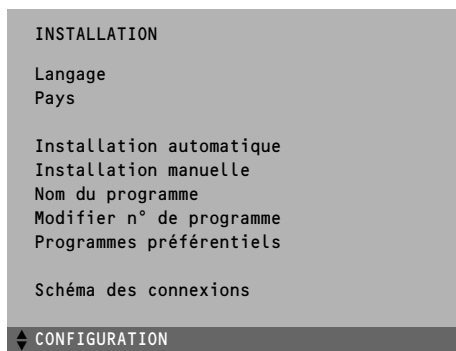 INSTALLATION
Langage
Pays
Installation automatique
Installation manuelle
Nom du programme
Modifier n° de programme
Programmes préférentiels
Schéma des connexions
CONFIGURATION